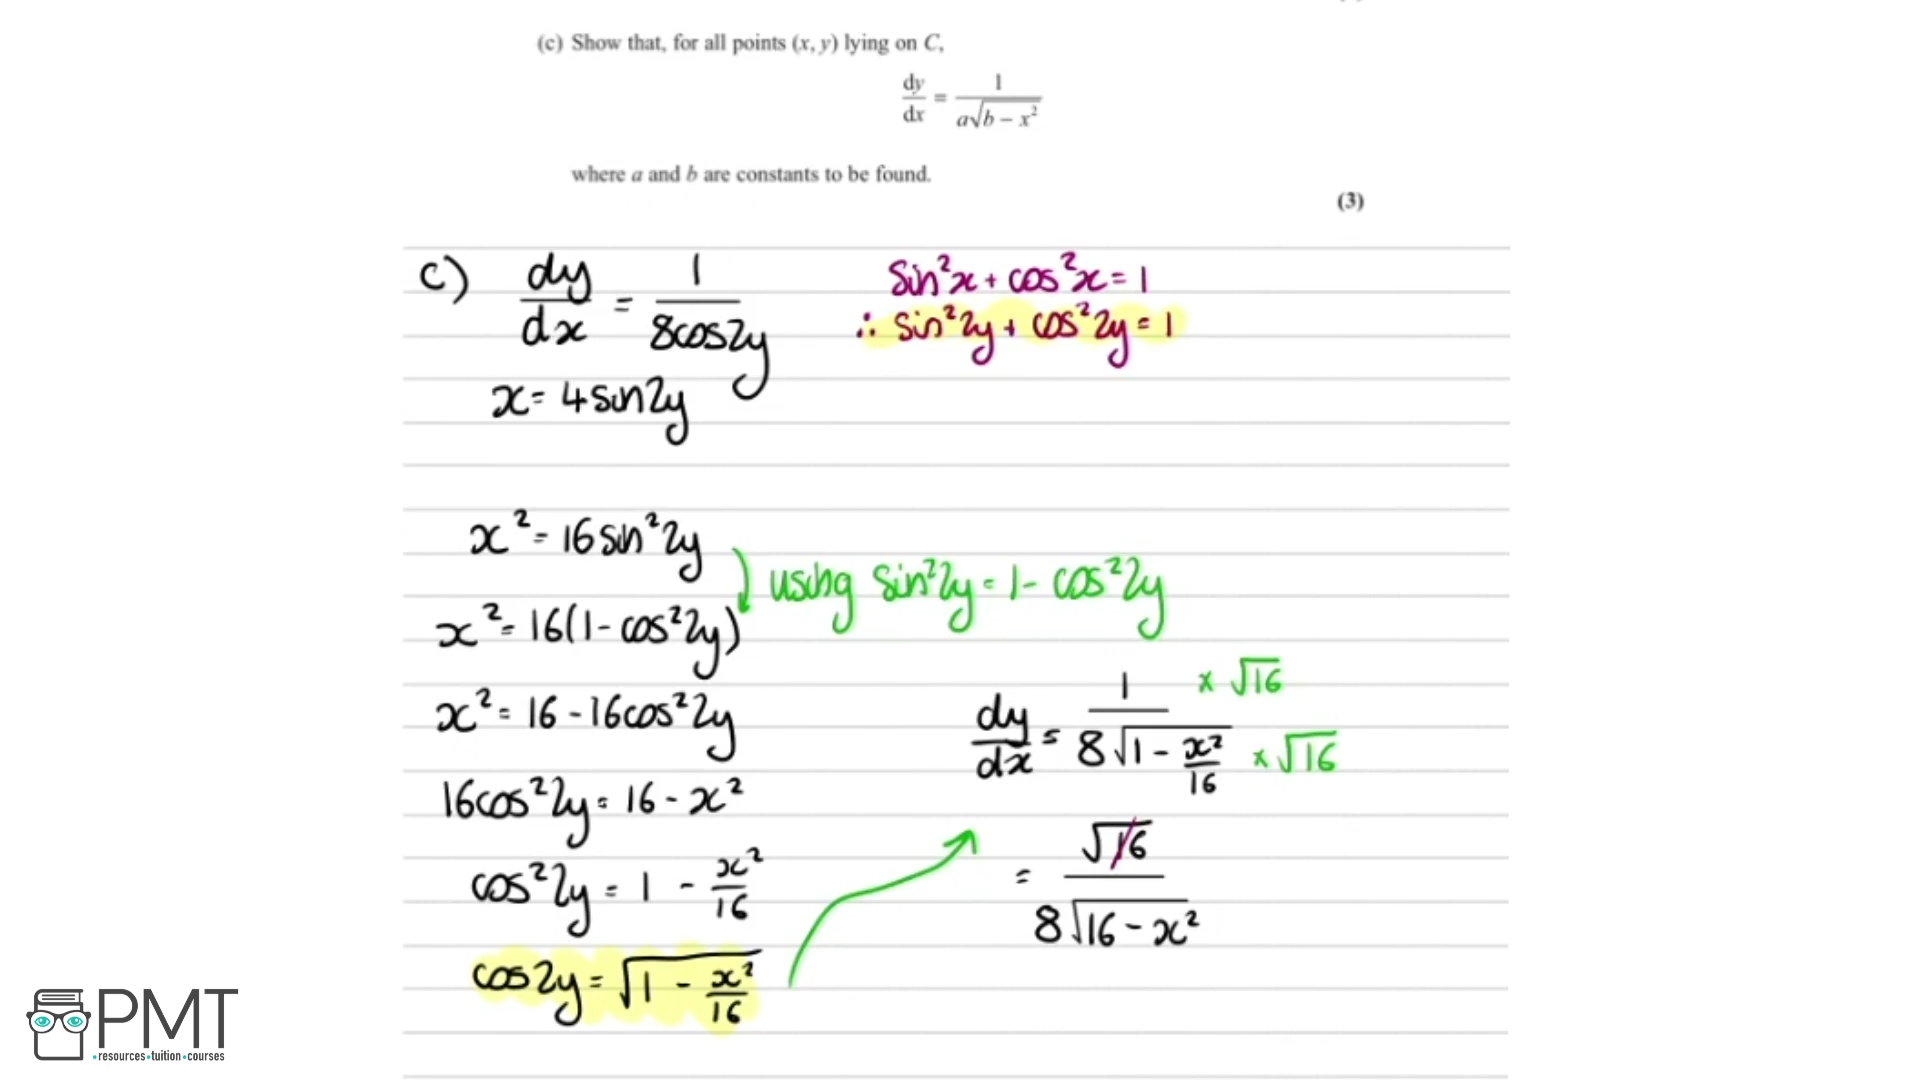 (c) Show that, for all points (x, y) lying on C,
dy/dx = 1/(a√(b − x²))
where a and b are constants to be found.
(3)
c) dy/dx = 1/(8cos2y)
sin²x + cos²x = 1
∴ sin²2y + cos²2y = 1
x = 4sin2y
x² = 16sin²2y
using sin²2y = 1 - cos²2y
x² = 16(1 - cos²2y)
x² = 16 - 16cos²2y
16cos²2y = 16 - x²
cos²2y = 1 - x²/16
cos2y = √(1 - x²/16)
dy/dx = 1/(8√(1 - x²/16)) × √16 × √16
= √16/(8√(16 - x²))
PMT
•resources•tuition•courses